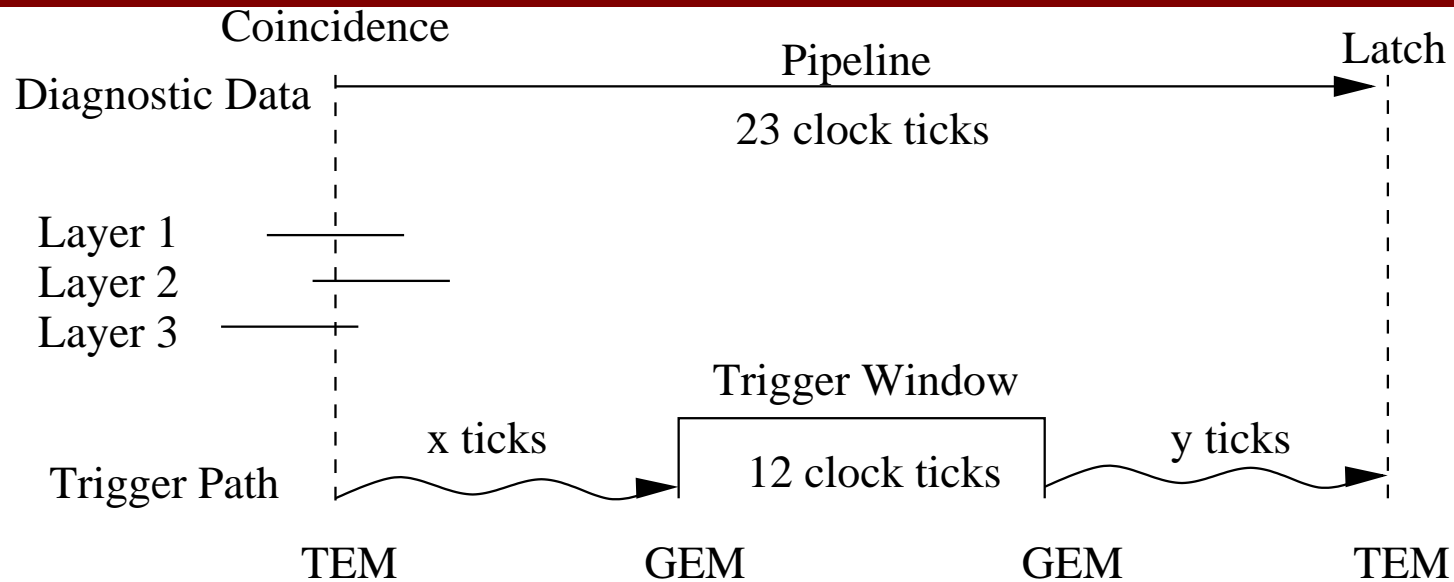 Coincidence
Latch
Pipeline
Diagnostic Data
23 clock ticks
Layer 1
Layer 2
Layer 3
Trigger Window
x ticks
y ticks
12 clock ticks
Trigger Path
TEM GEM GEM TEM